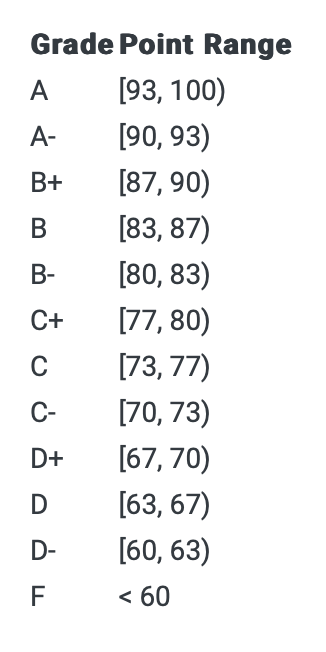 Grade Point Range
A [93, 100)
A- [90, 93)
B+ [87, 90)
B [83, 87)
B- [80, 83)
C+ [77, 80)
C [73, 77)
C- [70, 73)
D+ [67, 70)
D [63, 67)
D- [60, 63)
F < 60